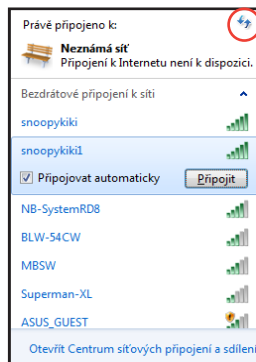 Právě připojeno k:
Neznámá síť
Připojení k Internetu není k dispozici.
Bezdrátové připojení k síti
snoopykiki
snoopykiki1
Připojovat automaticky
Připojit
NB-SystemRD8
BLW-54CW
MBSW
Superman-XL
ASUS_GUEST
Otevřít Centrum síťových připojení a sdílení